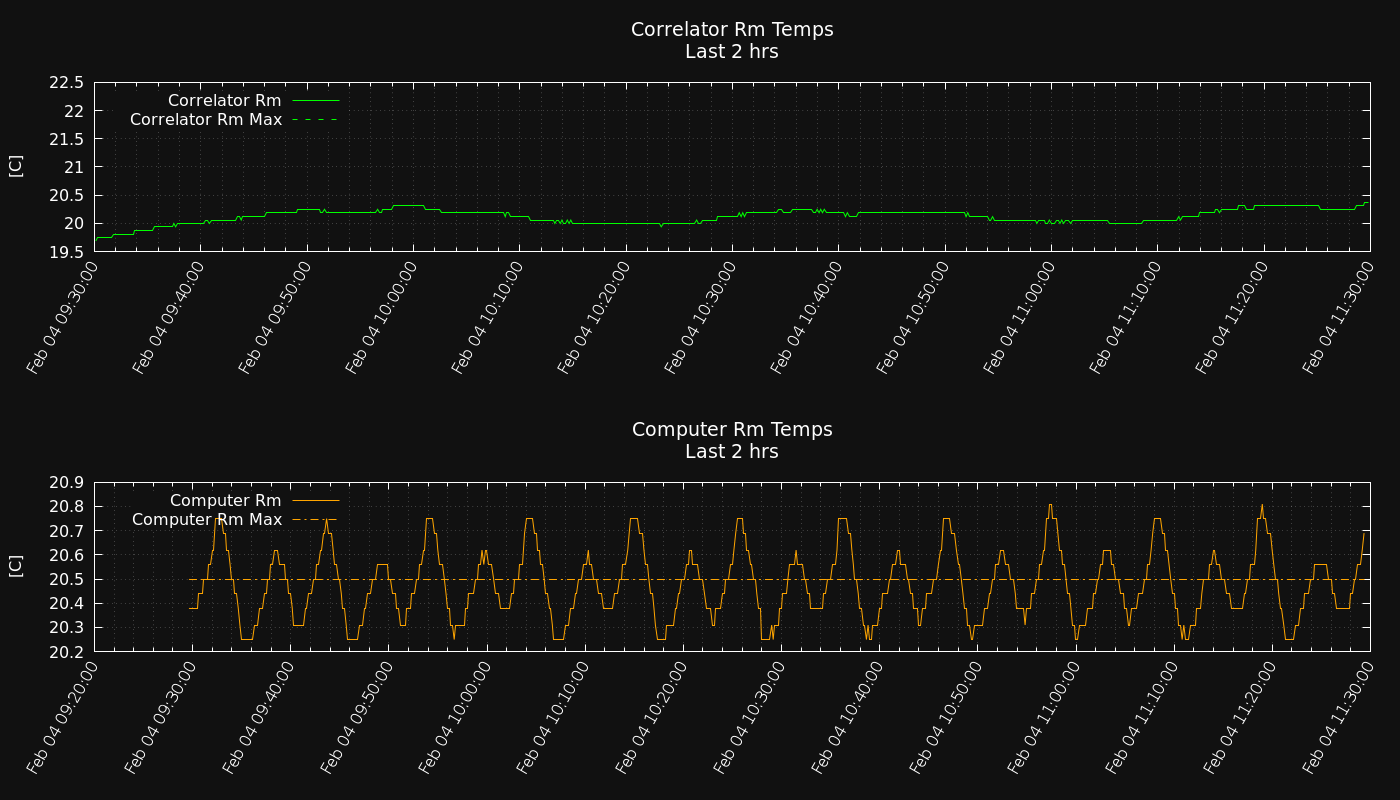 Correlator Rm Temps
Last 2 hrs
22.5
22
21.5
21
20.5
20
19.5
[C]
Correlator Rm
Correlator Rm Max
Feb 04 09:30:00
Feb 04 09:40:00
Feb 04 09:50:00
Feb 04 10:00:00
Feb 04 10:10:00
Feb 04 10:20:00
Feb 04 10:30:00
Feb 04 10:40:00
Feb 04 10:50:00
Feb 04 11:00:00
Feb 04 11:10:00
Feb 04 11:20:00
Feb 04 11:30:00
Computer Rm Temps
Last 2 hrs
20.9
20.8
20.7
20.6
20.5
20.4
20.3
20.2
[C]
Computer Rm
Computer Rm Max
Feb 04 09:20:00
Feb 04 09:30:00
Feb 04 09:40:00
Feb 04 09:50:00
Feb 04 10:00:00
Feb 04 10:10:00
Feb 04 10:20:00
Feb 04 10:30:00
Feb 04 10:40:00
Feb 04 10:50:00
Feb 04 11:00:00
Feb 04 11:10:00
Feb 04 11:20:00
Feb 04 11:30:00